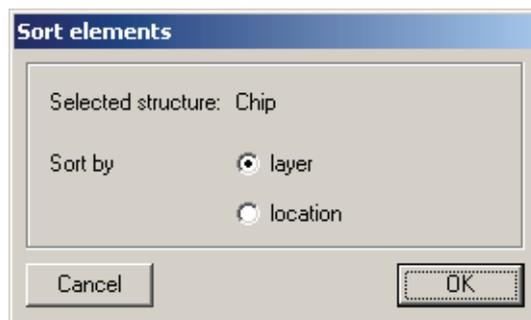 Sort elements
Selected structure: Chip
Sort by layer
location
Cancel OK